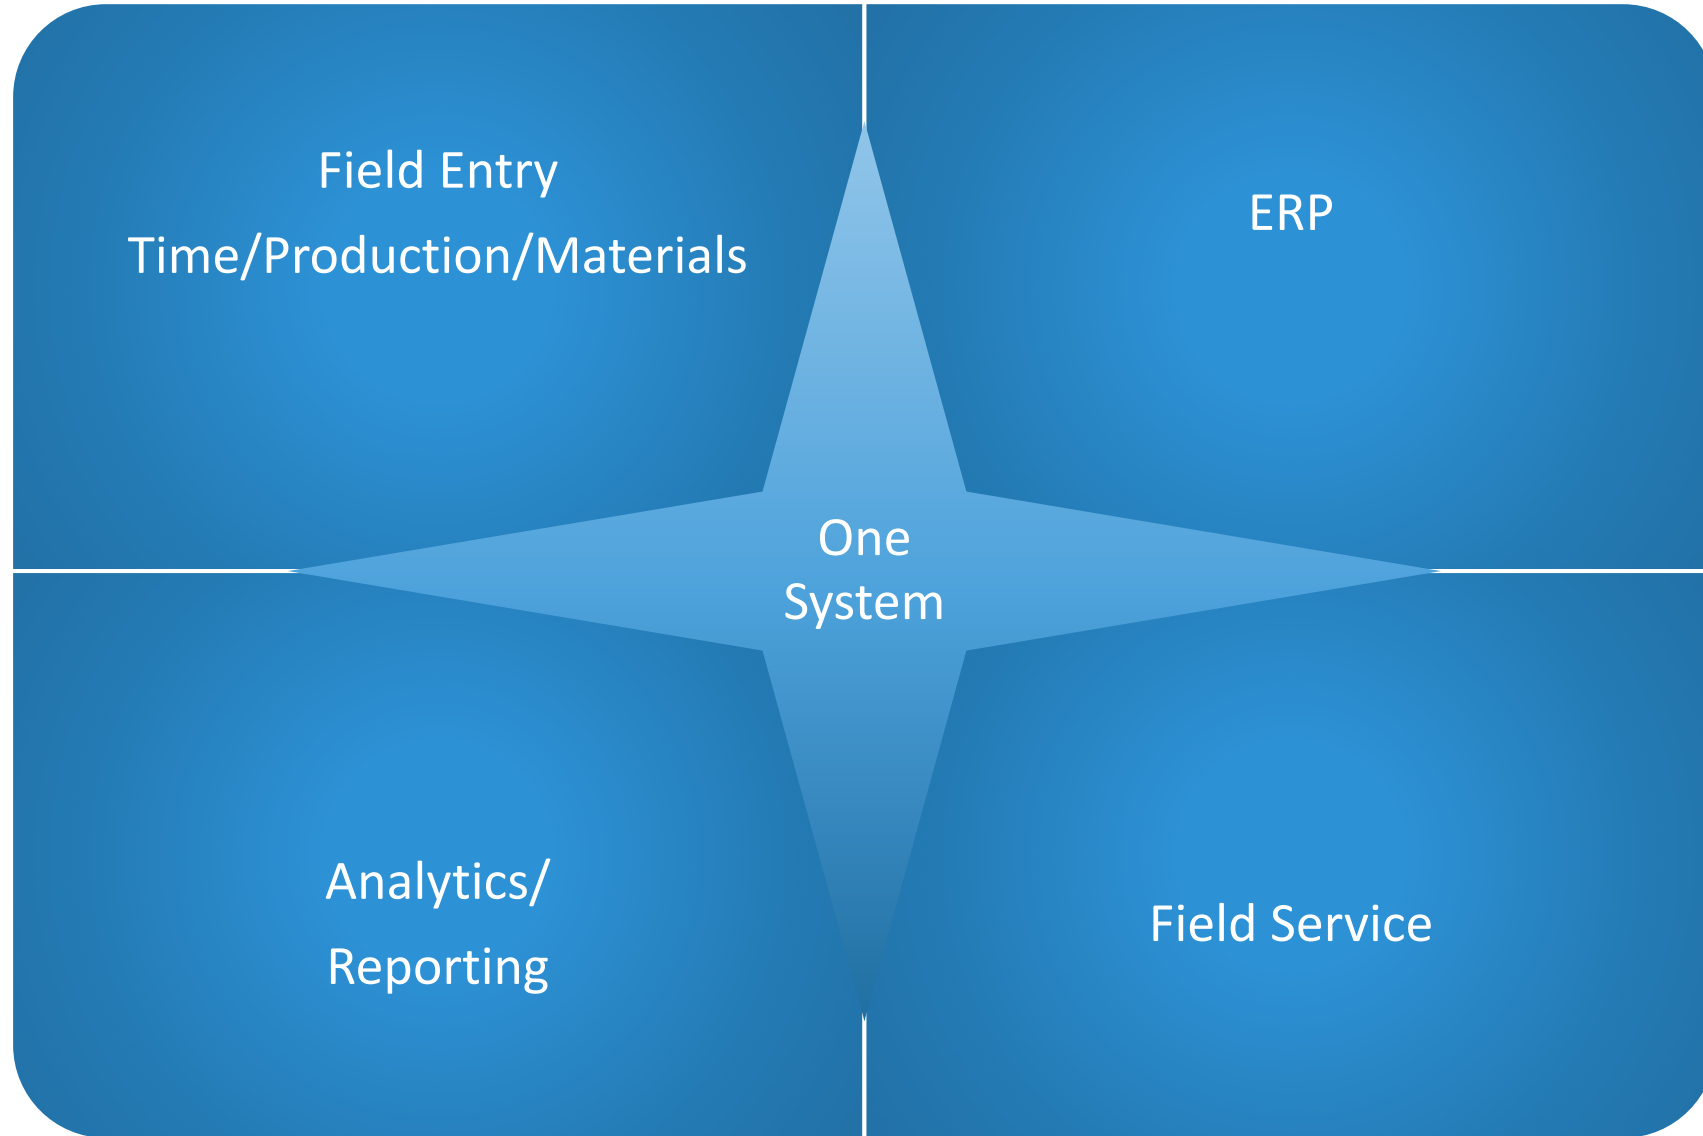 Field Entry
Time/Production/Materials
ERP
One
System
Analytics/
Reporting
Field Service